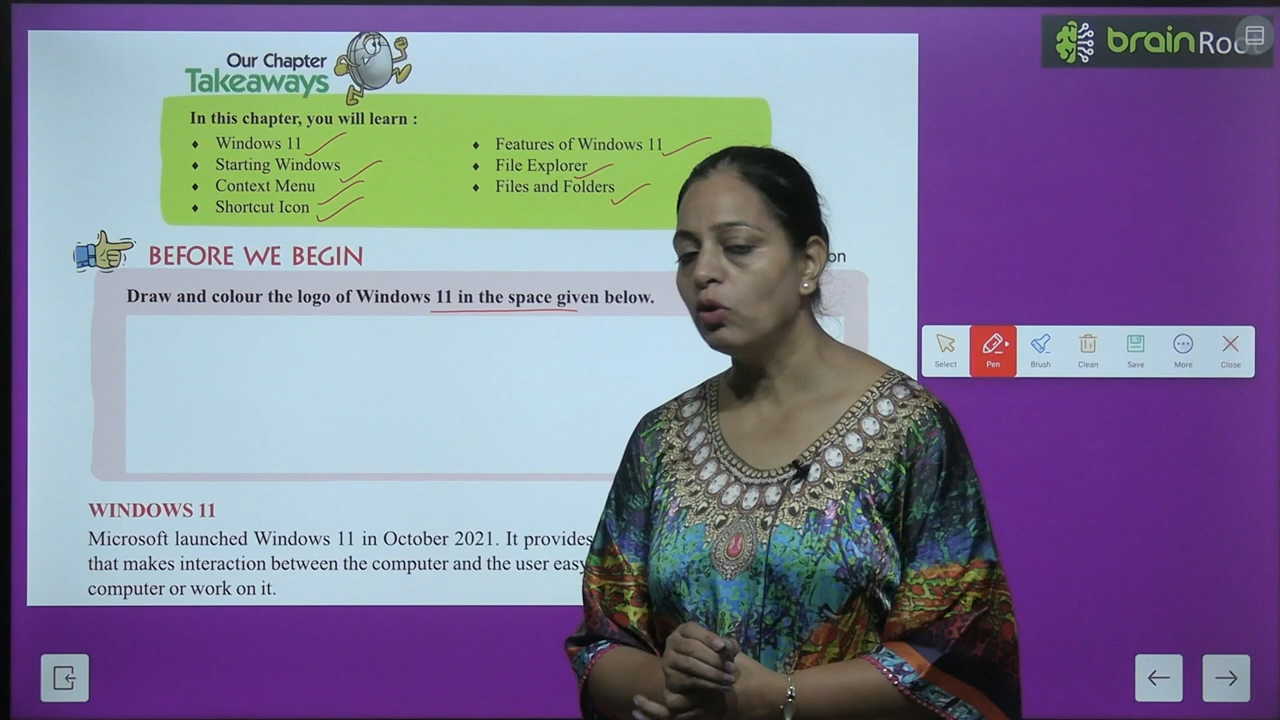 Our Chapter
Takeaways
In this chapter, you will learn :
♦ Windows 11
♦ Starting Windows
♦ Context Menu
♦ Shortcut Icon
♦ Features of Windows 11
♦ File Explorer
♦ Files and Folders
BEFORE WE BEGIN
on
Draw and colour the logo of Windows 11 in the space given below.
WINDOWS 11
Microsoft launched Windows 11 in October 2021. It provides
that makes interaction between the computer and the user easy
computer or work on it.
brain
Select Pen Brush Clean Save More Close